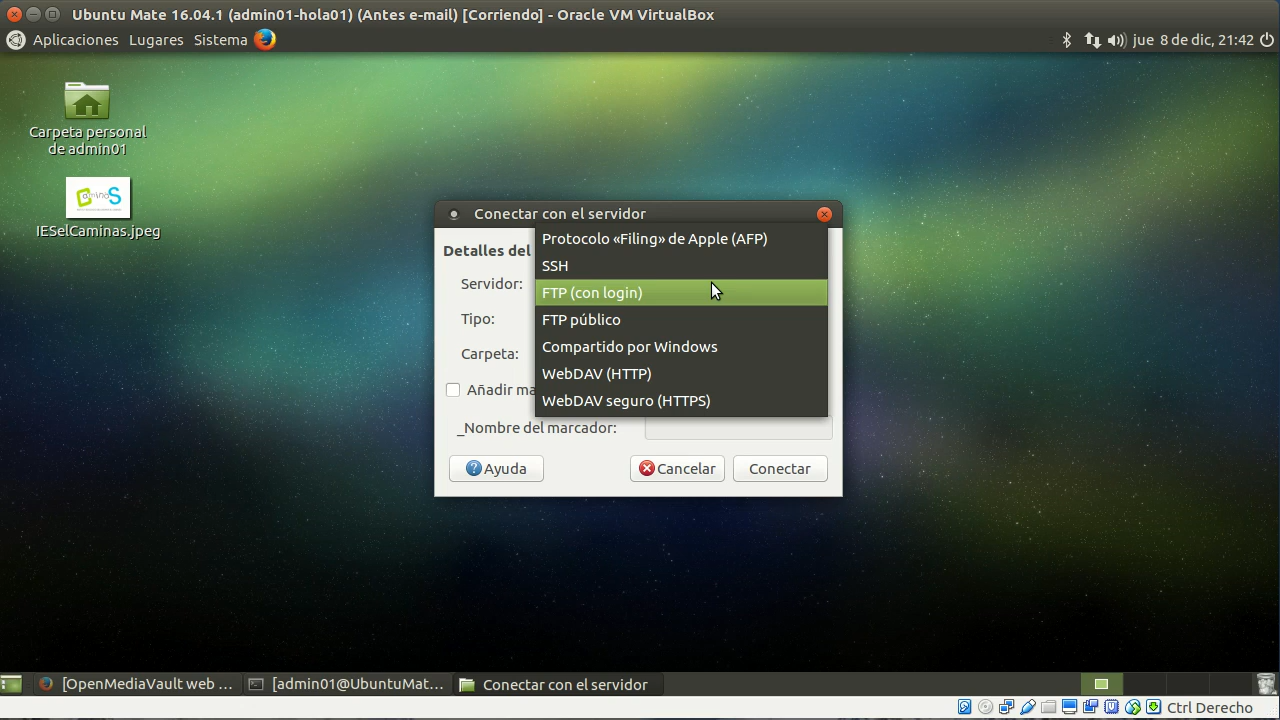 Ubuntu Mate 16.04.1 (admin01-hola01) (Antes e-mail) [Corriendo] - Oracle VM VirtualBox
Aplicaciones Lugares Sistema jue 8 de dic, 21:42
Carpeta personal
de admin01
caminaS
IESelCaminas.jpeg
Conectar con el servidor
Protocolo «Filing» de Apple (AFP)
Detalles del
SSH
Servidor:
FTP (con login)
Tipo:
FTP público
Carpeta:
Compartido por Windows
WebDAV (HTTP)
Añadir ma
WebDAV seguro (HTTPS)
_Nombre del marcador:
Ayuda Cancelar Conectar
[OpenMediaVault web ... [admin01@UbuntuMat... Conectar con el servidor
Ctrl Derecho